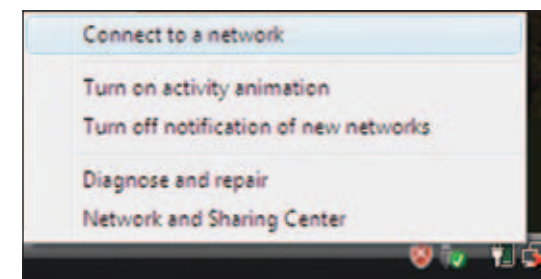 Connect to a network
Turn on activity animation
Turn off notification of new networks
Diagnose and repair
Network and Sharing Center